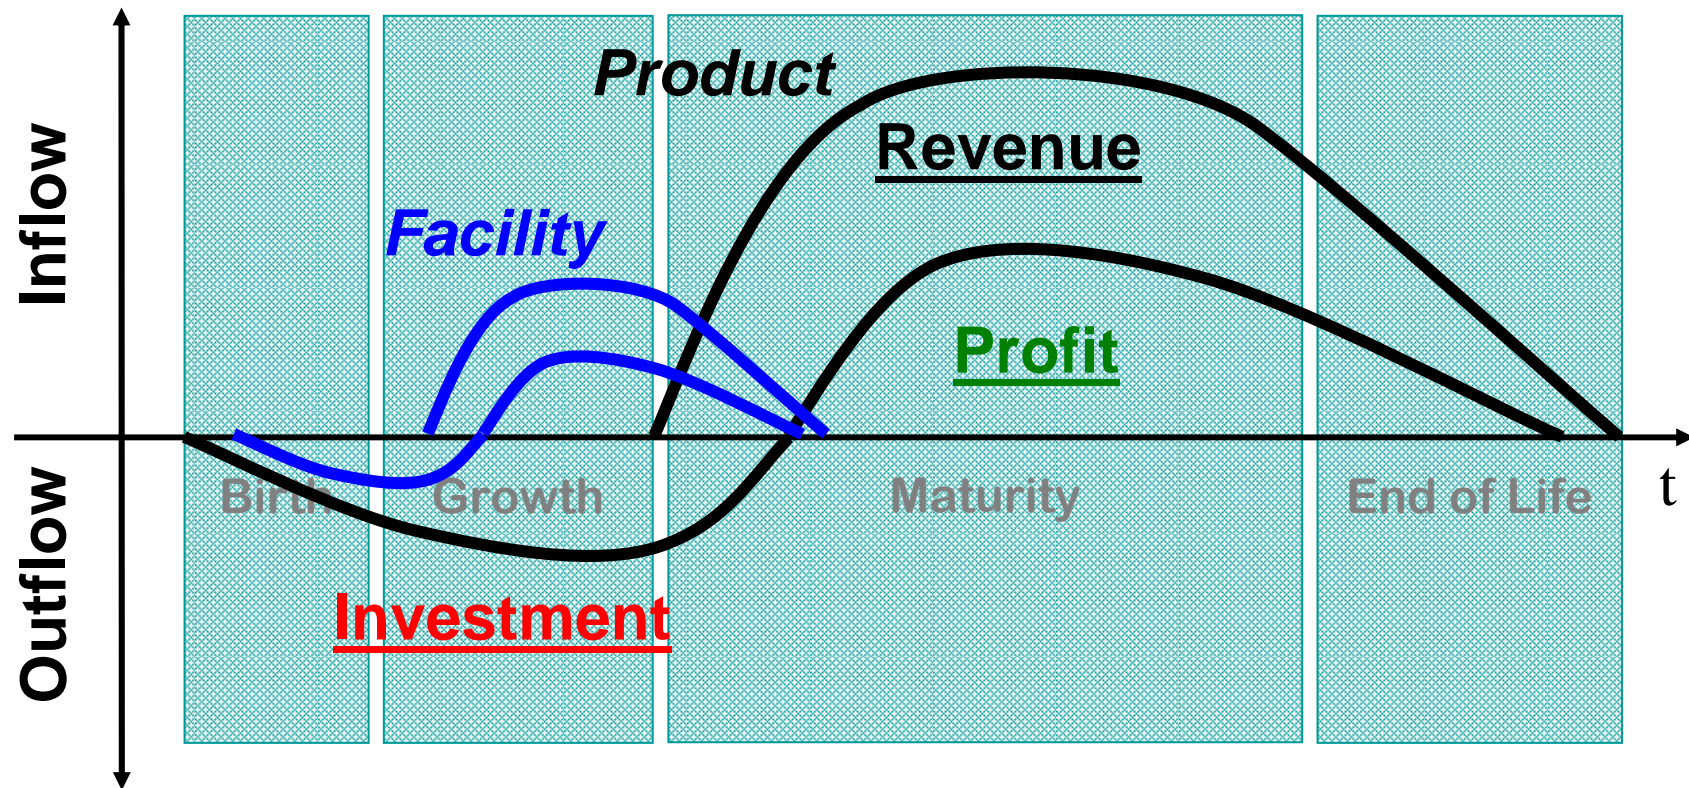 Product
Revenue
Facility
Inflow
Profit
Birth
Growth
Maturity
End of Life
t
Outflow
Investment